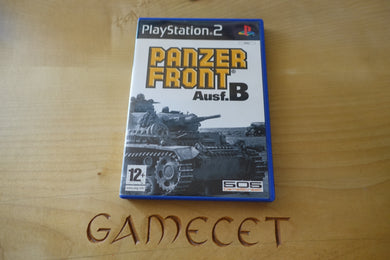 PlayStation 2
PANZER
FRONT
Ausf.B
12+
505
GAMECET